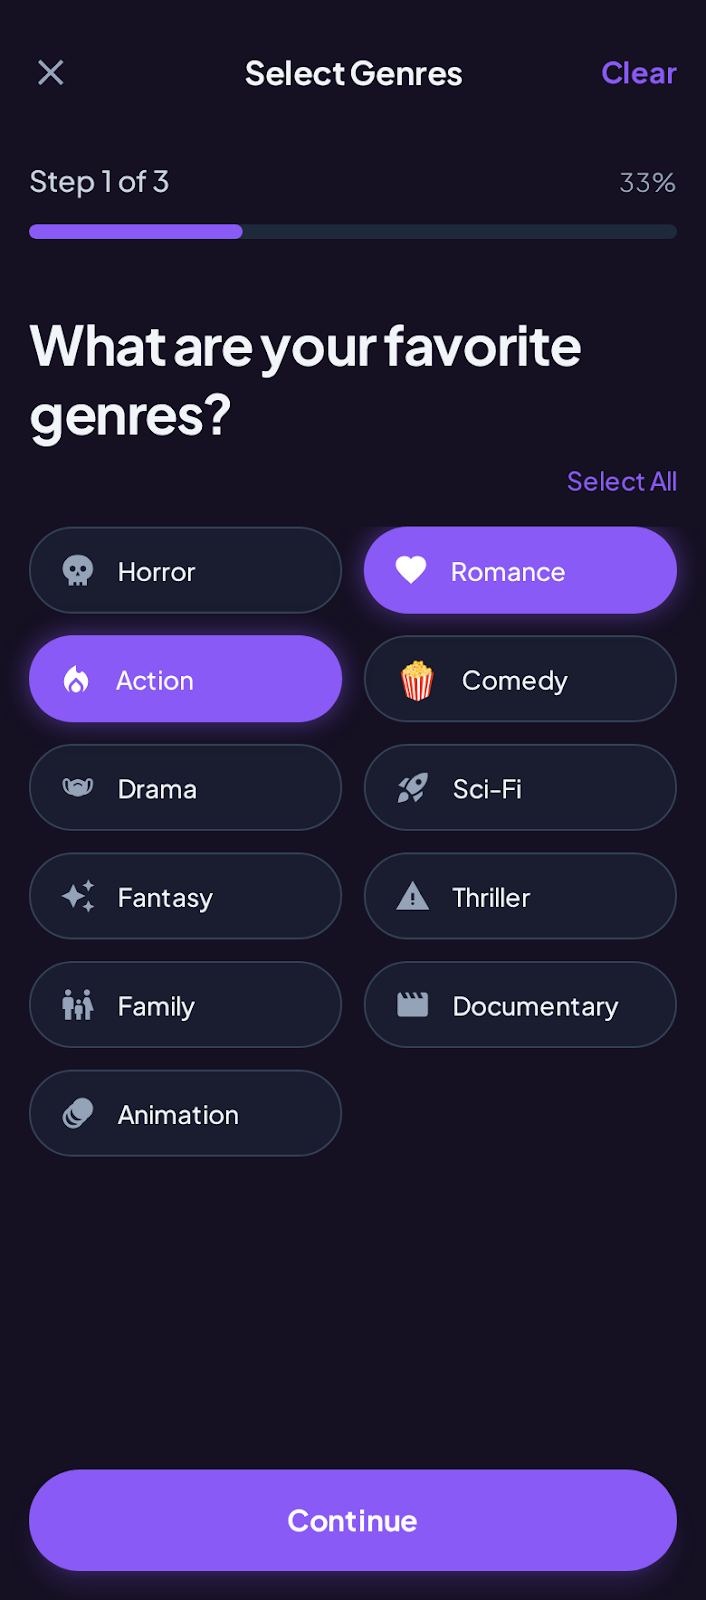 Select Genres
Clear
Step 1 of 3
33%
What are your favorite
genres?
Select All
Horror
Romance
Action
Comedy
Drama
Sci-Fi
Fantasy
Thriller
Family
Documentary
Animation
Continue